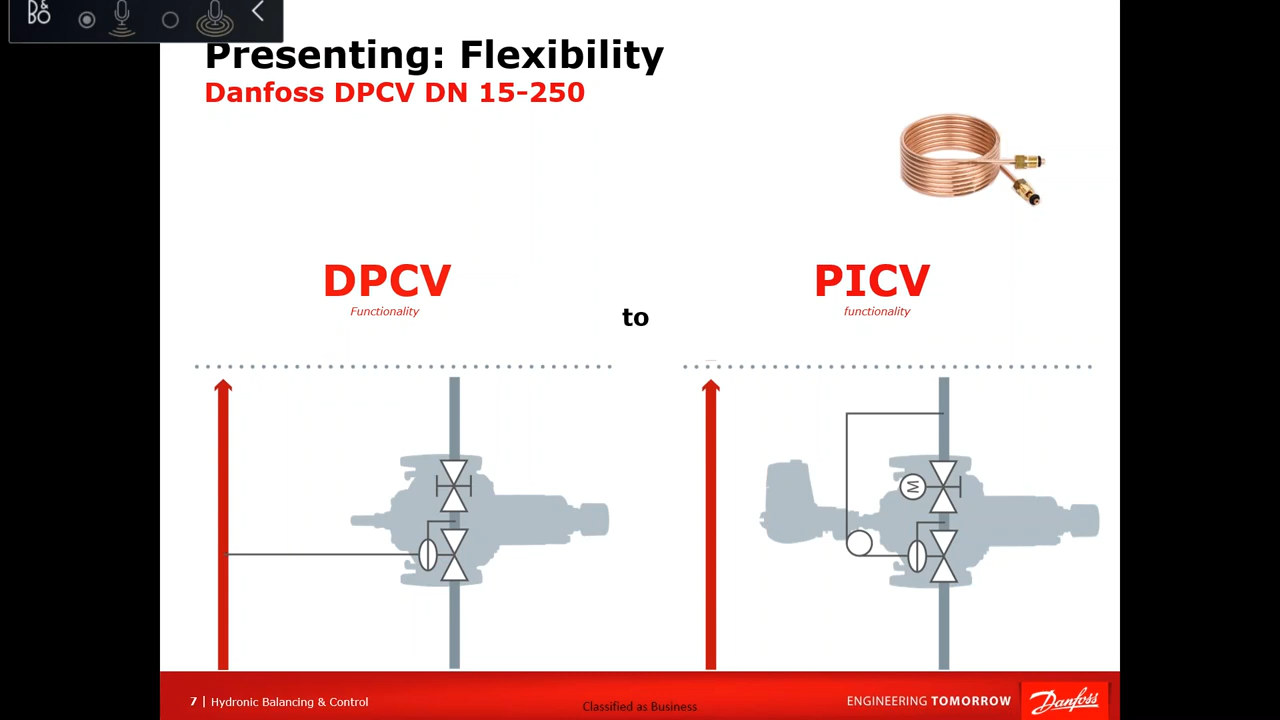 B&O
Presenting: Flexibility
Danfoss DPCV DN 15-250
DPCV
Functionality
to
PICV
functionality
M
7 | Hydronic Balancing & Control
Classified as Business
ENGINEERING TOMORROW
Danfoss